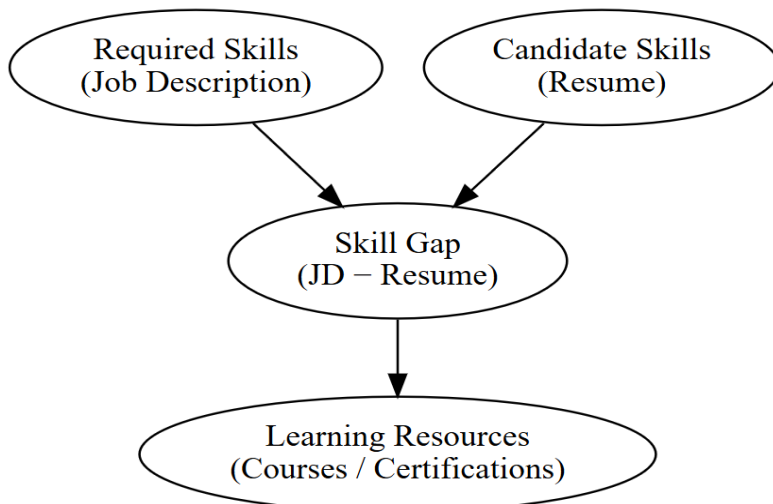 Required Skills
(Job Description)
Candidate Skills
(Resume)
Skill Gap
(JD − Resume)
Learning Resources
(Courses / Certifications)